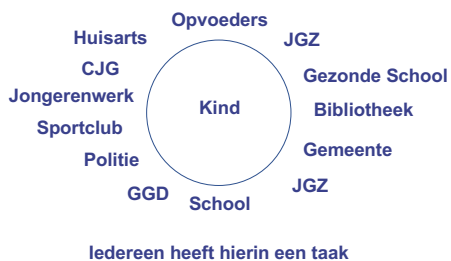 Opvoeders
Huisarts
JGZ
CJG
Gezonde School
Jongerenwerk
Kind
Bibliotheek
Sportclub
Politie
Gemeente
GGD
JGZ
School
Iedereen heeft hierin een taak